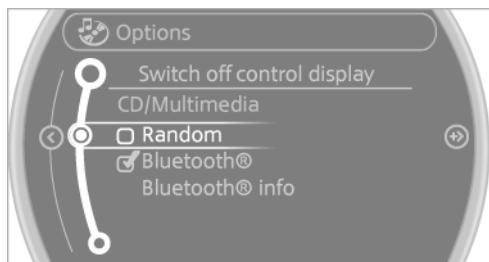 Options
Switch off control display
CD/Multimedia
Random
Bluetooth®
Bluetooth® info